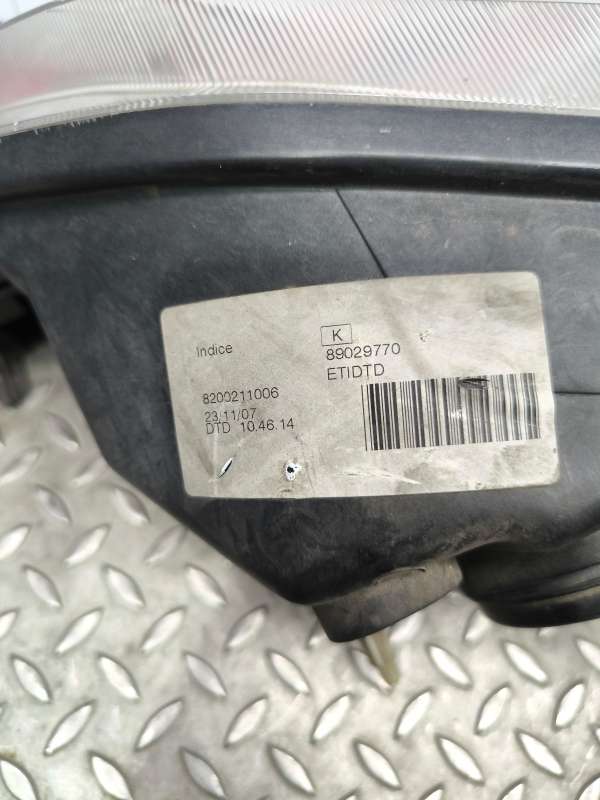 Indice K
89029770
ETIDTD
8200211006
23/11/07
DTD 10.46.14